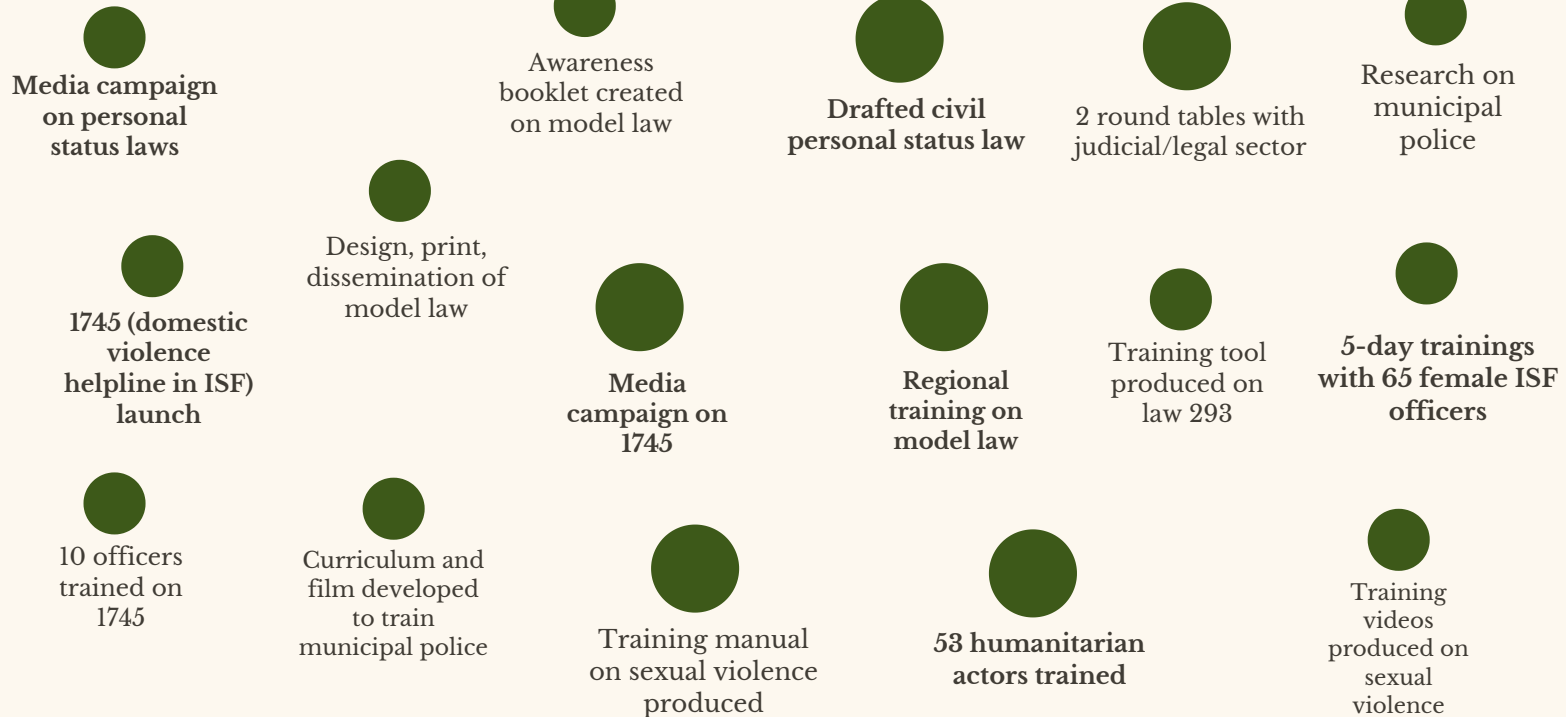 Media campaign
on personal
status laws
Awareness
booklet created
on model law
Drafted civil
personal status law
2 round tables with
judicial/legal sector
Research on
municipal
police
Design, print,
dissemination of
model law
1745 (domestic
violence
helpline in ISF)
launch
Media
campaign on
1745
Regional
training on
model law
Training tool
produced on
law 293
5-day trainings
with 65 female ISF
officers
10 officers
trained on
1745
Curriculum and
film developed
to train
municipal police
Training manual
on sexual violence
produced
53 humanitarian
actors trained
Training
videos
produced on
sexual
violence